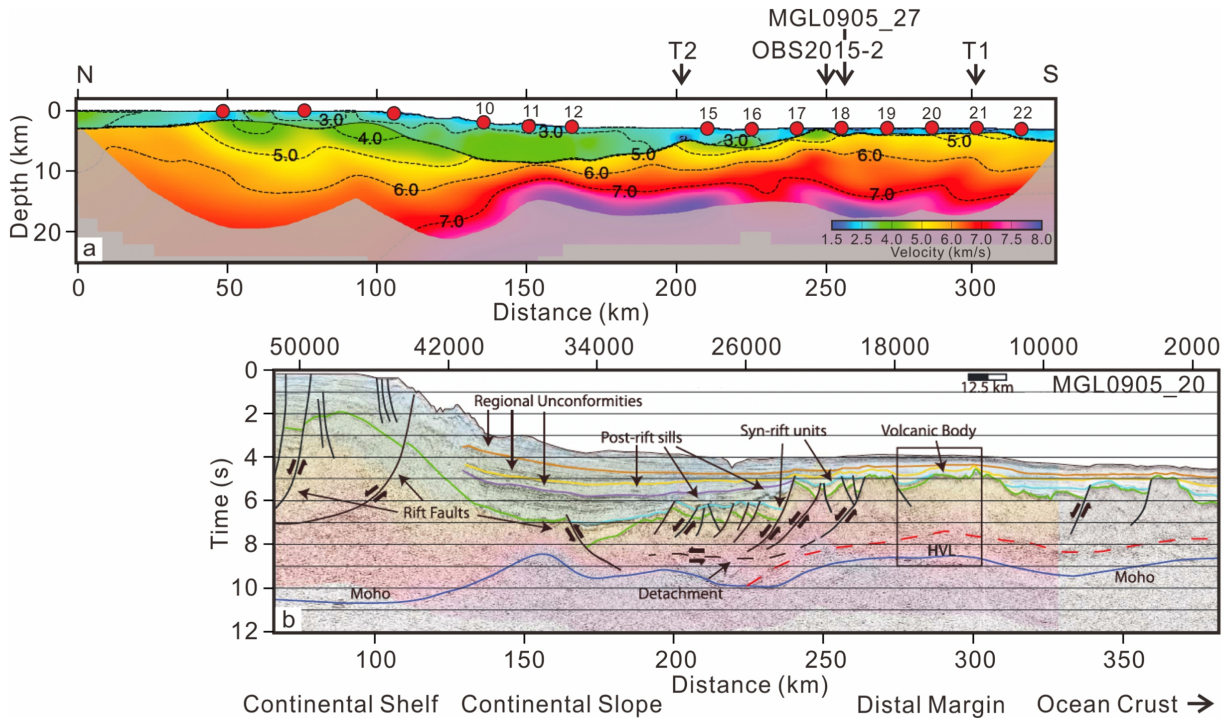 MGL0905_27
T2 OBS2015-2 T1
N S
0
10
20
Depth (km)
10 11 12 15 16 17 18 19 20 21 22
3.0 4.0 5.0 6.0 7.0
3.0 5.0 6.0 7.0
3.0 6.0 5.0 7.0
1.5 2.5 4.0 5.0 6.0 7.0 7.5 8.0
Velocity (km/s)
a
0 50 100 150 200 250 300
Distance (km)
50000 42000 34000 26000 18000 10000 2000
0
2
4
6
8
10
12
Time (s)
12.5 km
MGL0905_20
Regional Unconformities
Post-rift sills
Syn-rift units
Volcanic Body
Rift Faults
HVL
Moho
Detachment
Moho
b
100 150 200 250 300 350
Distance (km)
Continental Shelf Continental Slope Distal Margin Ocean Crust →